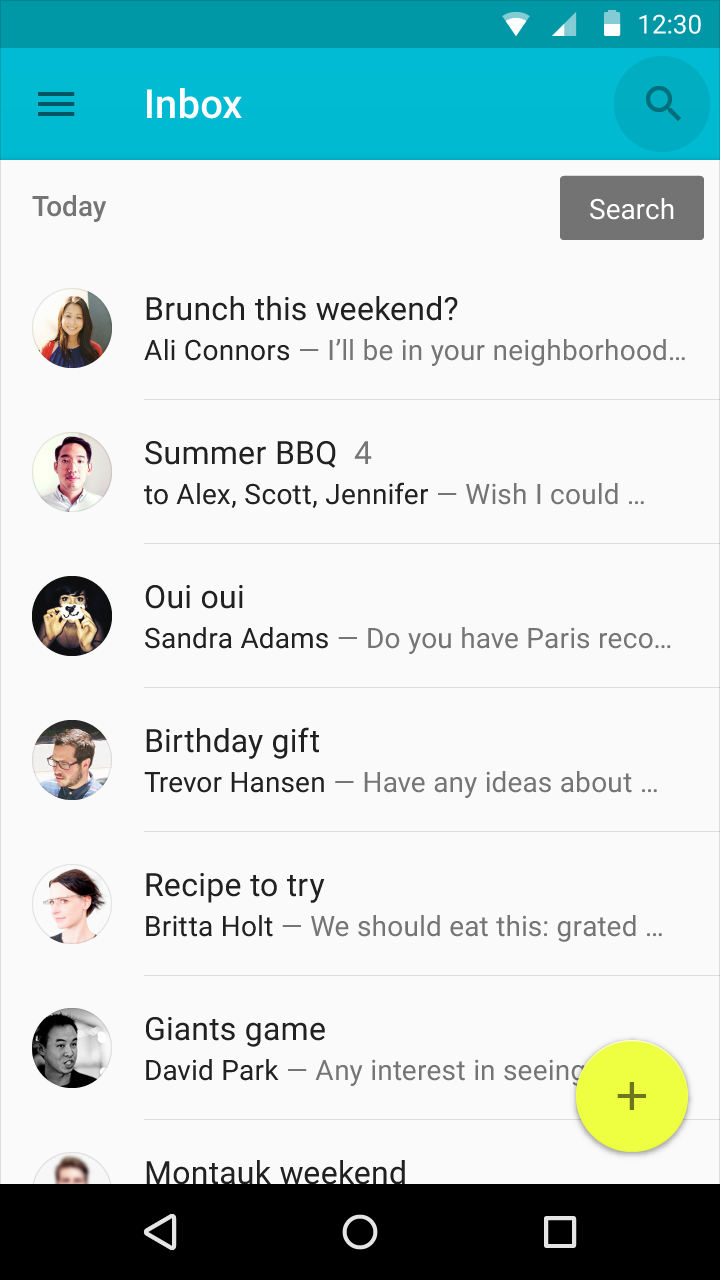 12:30
Inbox
Today
Search
Brunch this weekend?
Ali Connors — I’ll be in your neighborhood…
Summer BBQ 4
to Alex, Scott, Jennifer — Wish I could …
Oui oui
Sandra Adams — Do you have Paris reco…
Birthday gift
Trevor Hansen — Have any ideas about …
Recipe to try
Britta Holt — We should eat this: grated …
Giants game
David Park — Any interest in seeing
Montauk weekend